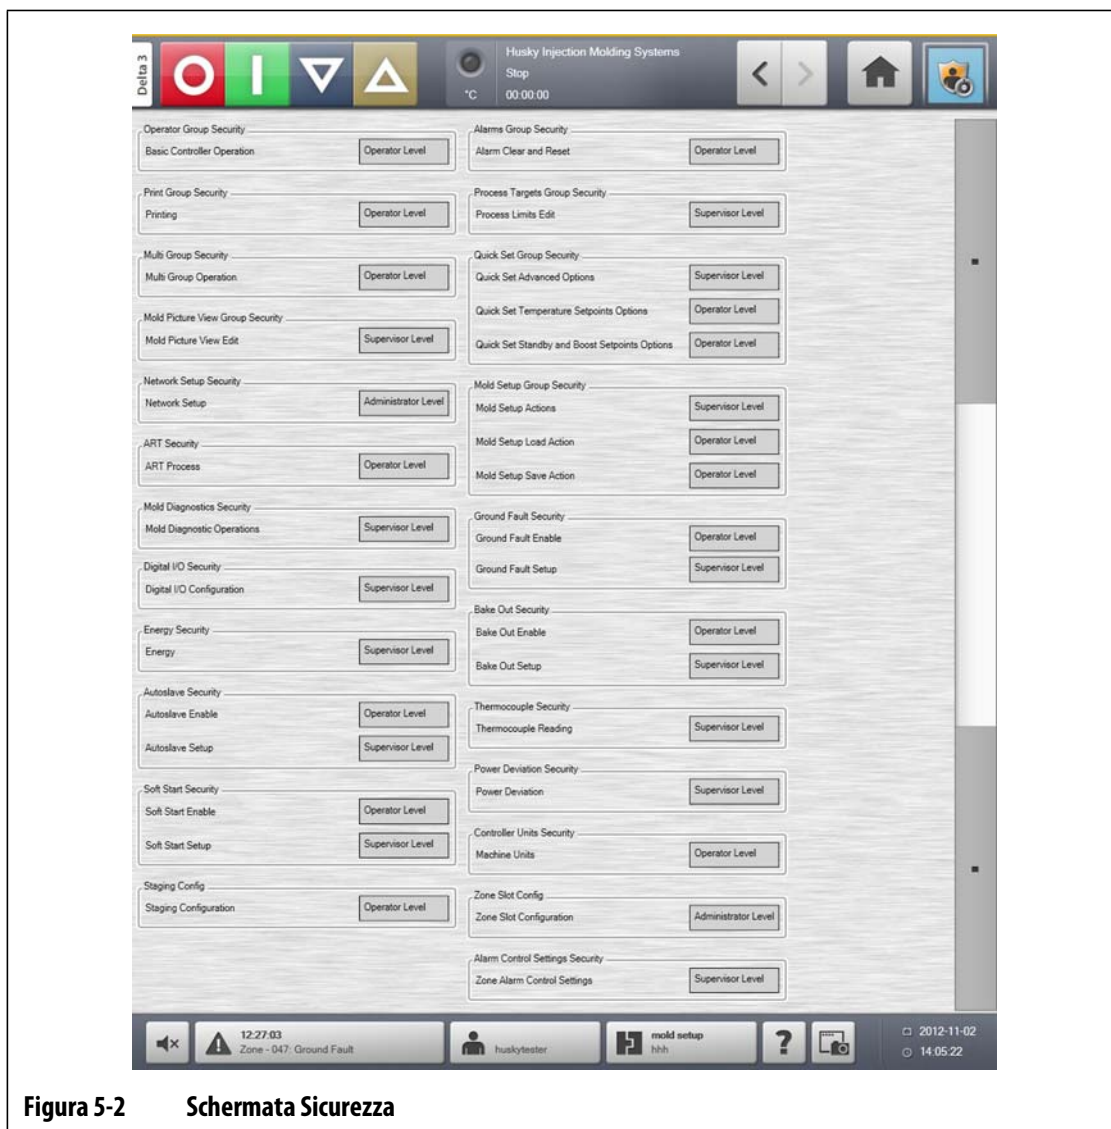 Delta 3
Husky Injection Molding Systems
Stop
°C 00:00:00
Operator Group Security
Basic Controller Operation Operator Level
Print Group Security
Printing Operator Level
Multi Group Security
Multi Group Operation Operator Level
Mold Picture View Group Security
Mold Picture View Edit Supervisor Level
Network Setup Security
Network Setup Administrator Level
ART Security
ART Process Operator Level
Mold Diagnostics Security
Mold Diagnostic Operations Supervisor Level
Digital I/O Security
Digital I/O Configuration Supervisor Level
Energy Security
Energy Supervisor Level
Autoslave Security
Autoslave Enable Operator Level
Autoslave Setup Supervisor Level
Soft Start Security
Soft Start Enable Operator Level
Soft Start Setup Supervisor Level
Staging Config
Staging Configuration Operator Level
Alarms Group Security
Alarm Clear and Reset Operator Level
Process Targets Group Security
Process Limits Edit Supervisor Level
Quick Set Group Security
Quick Set Advanced Options Supervisor Level
Quick Set Temperature Setpoints Options Operator Level
Quick Set Standby and Boost Setpoints Options Operator Level
Mold Setup Group Security
Mold Setup Actions Supervisor Level
Mold Setup Load Action Operator Level
Mold Setup Save Action Operator Level
Ground Fault Security
Ground Fault Enable Operator Level
Ground Fault Setup Supervisor Level
Bake Out Security
Bake Out Enable Operator Level
Bake Out Setup Supervisor Level
Thermocouple Security
Thermocouple Reading Supervisor Level
Power Deviation Security
Power Deviation Supervisor Level
Controller Units Security
Machine Units Operator Level
Zone Slot Config
Zone Slot Configuration Administrator Level
Alarm Control Settings Security
Zone Alarm Control Settings Supervisor Level
12:27:03
Zone - 047: Ground Fault
huskytester
mold setup
hhh
?
2012-11-02
14:05:22
Figura 5-2 Schermata Sicurezza